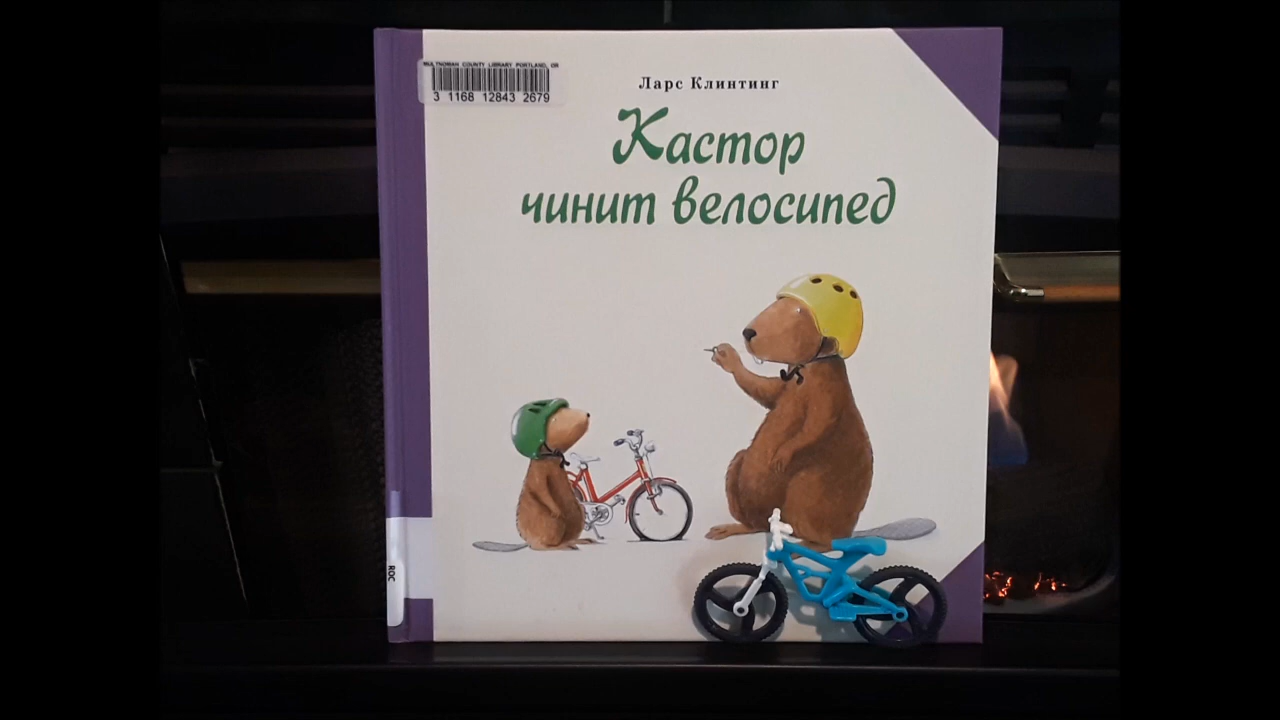 MULTNOMAH COUNTY LIBRARY PORTLAND, OR
3 1168 12843 2679
Ларс Клинтинг
Кастор
чинит велосипед
ROC